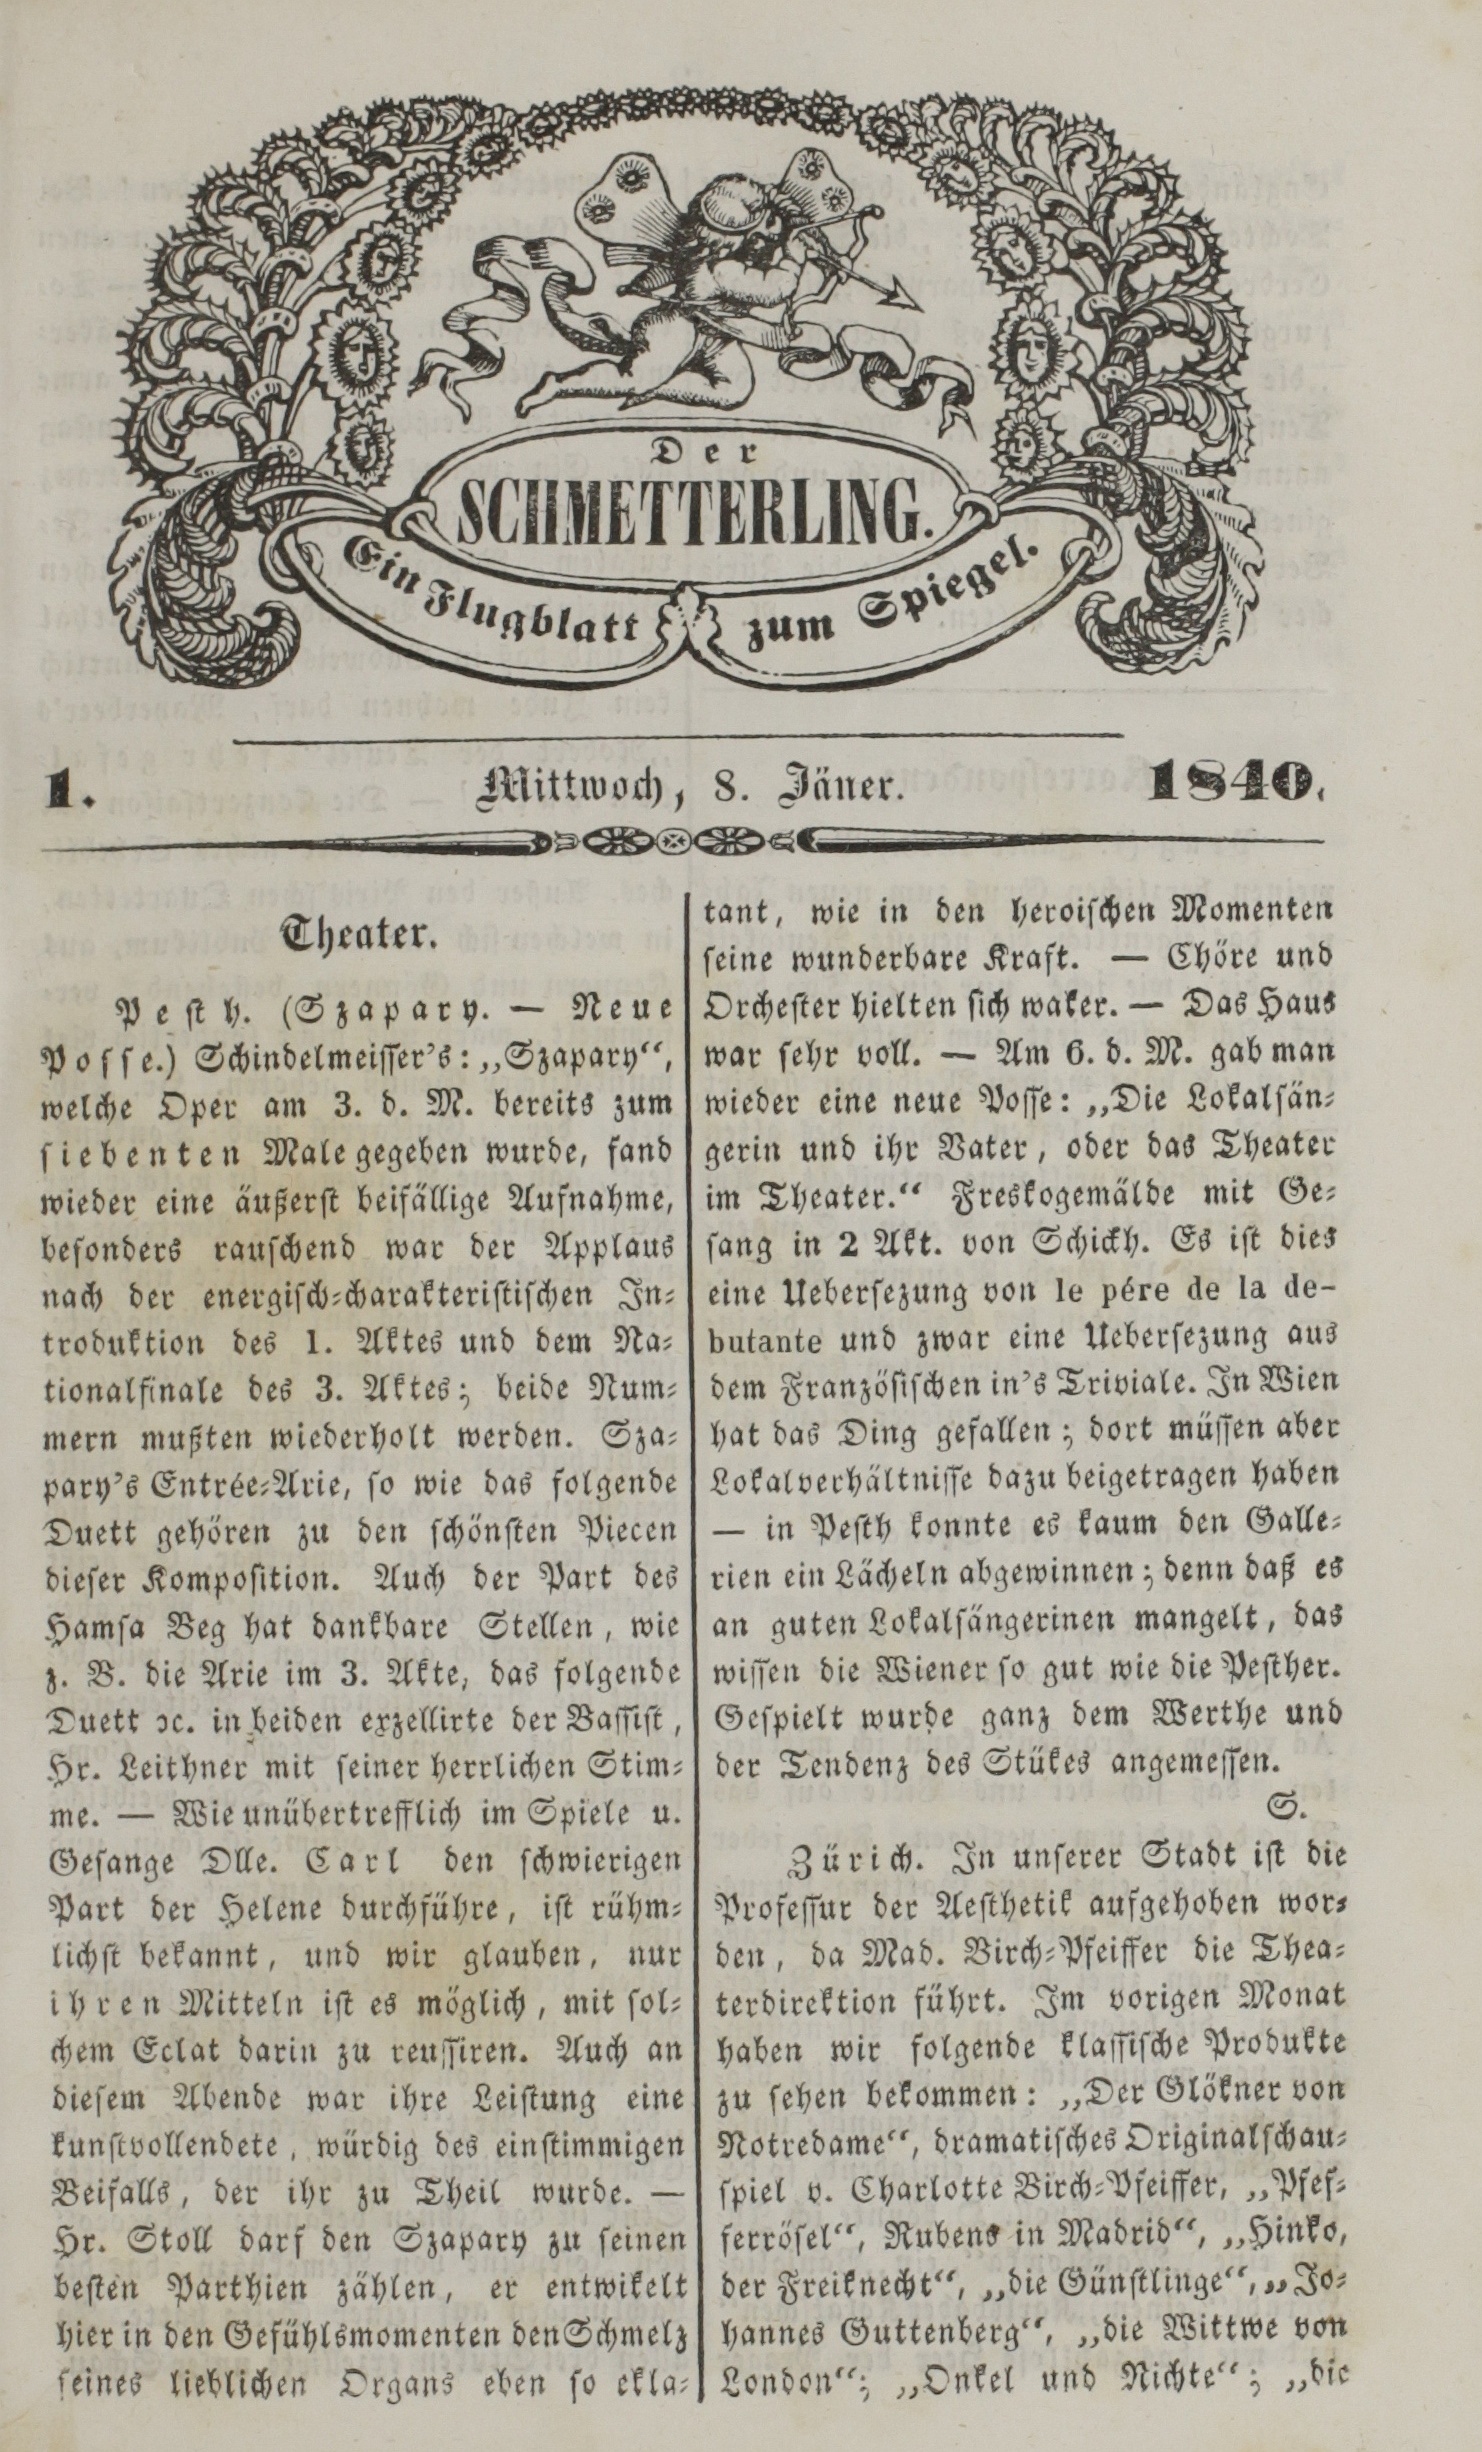 Der
SCHMETTERLING.
Ein Flugblatt zum Spiegel.
1. Mittwoch, 8. Jäner. 1840.
Theater.
Pesth. (Szapary. — Neue
Posse.) Schindelmeisser's: „Szapary“,
welche Oper am 3. d. M. bereits zum
siebenten Male gegeben wurde, fand
wieder eine äußerst beifällige Aufnahme,
besonders rauschend war der Applaus
nach der energisch-charakteristischen In-
troduktion des 1. Aktes und dem Na-
tionalfinale des 3. Aktes; beide Num-
mern mußten wiederholt werden. Sza-
pary's Entrée-Arie, so wie das folgende
Duett gehören zu den schönsten Piecen
dieser Komposition. Auch der Part des
Hamsa Beg hat dankbare Stellen, wie
z. B. die Arie im 3. Akte, das folgende
Duett ꝛc. in beiden exzellirte der Bassist,
Hr. Leithner mit seiner herrlichen Stim-
me. — Wie unübertrefflich im Spiele u.
Gesange Dlle. Carl den schwierigen
Part der Helene durchführe, ist rühm-
lichst bekannt, und wir glauben, nur
ihren Mitteln ist es möglich, mit sol-
chem Eclat darin zu reussiren. Auch an
diesem Abende war ihre Leistung eine
kunstvollendete, würdig des einstimmigen
Beifalls, der ihr zu Theil wurde. —
Hr. Stoll darf den Szapary zu seinen
besten Parthien zählen, er entwikelt
hier in den Gefühlsmomenten den Schmelz
seines lieblichen Organs eben so ekla-
tant, wie in den heroischen Momenten
seine wunderbare Kraft. — Chöre und
Orchester hielten sich waker. — Das Haus
war sehr voll. — Am 6. d. M. gab man
wieder eine neue Posse: „Die Lokalsän-
gerin und ihr Vater, oder das Theater
im Theater.“ Freskogemälde mit Ge-
sang in 2 Akt. von Schickh. Es ist dies
eine Uebersezung von le pére de la de-
butante und zwar eine Uebersezung aus
dem Französischen in's Triviale. In Wien
hat das Ding gefallen; dort müssen aber
Lokalverhältnisse dazu beigetragen haben
— in Pesth konnte es kaum den Galle-
rien ein Lächeln abgewinnen; denn daß es
an guten Lokalsängerinen mangelt, das
wissen die Wiener so gut wie die Pesther.
Gespielt wurde ganz dem Werthe und
der Tendenz des Stükes angemessen.
S.
Zürich. In unserer Stadt ist die
Professur der Aesthetik aufgehoben wor-
den, da Mad. Birch-Pfeiffer die Thea-
terdirektion führt. Im vorigen Monat
haben wir folgende klassische Produkte
zu sehen bekommen: „Der Glökner von
Notredame“, dramatisches Originalschau-
spiel v. Charlotte Birch-Pfeiffer, „Pfef-
ferrösel“, Rubens in Madrid“, „Hinko,
der Freiknecht“, „die Günstlinge“, „Jo-
hannes Guttenberg“, „die Wittwe von
London“; „Onkel und Nichte“; „die